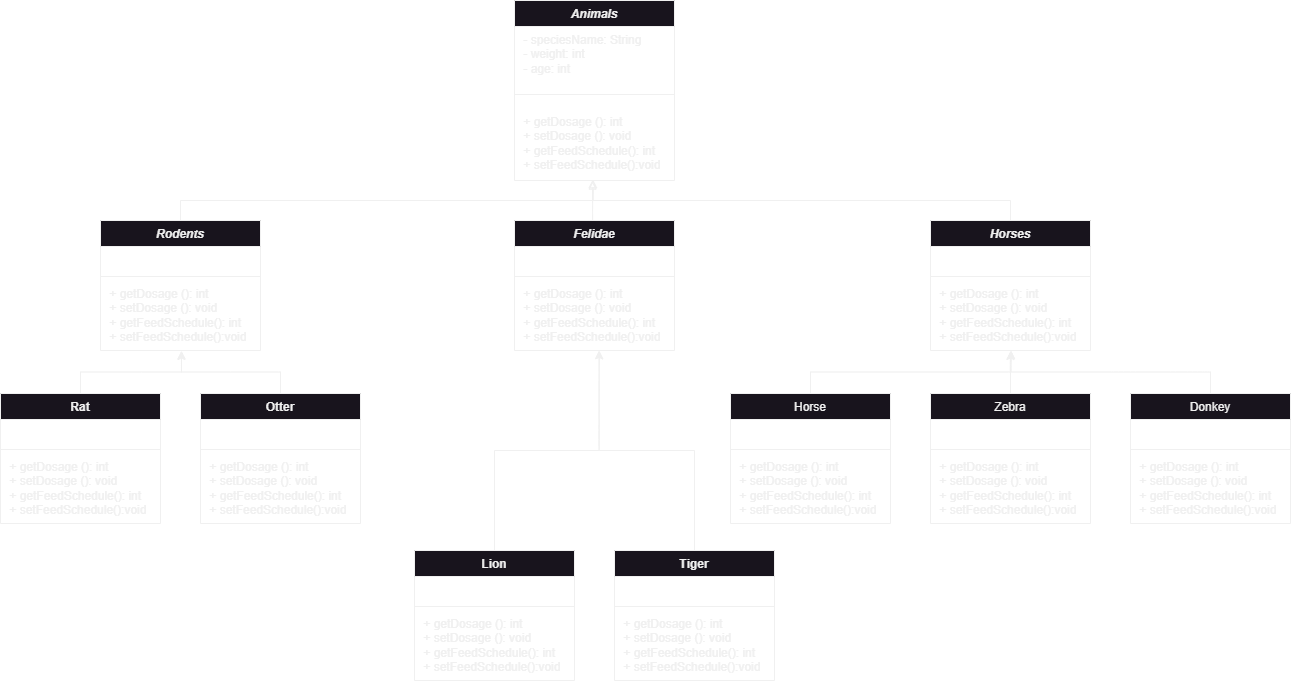 Animals
- speciesName: String
- weight: int
- age: int
+ getDosage (): int
+ setDosage (): void
+ getFeedSchedule(): int
+ setFeedSchedule():void
Rodents
+ getDosage (): int
+ setDosage (): void
+ getFeedSchedule(): int
+ setFeedSchedule():void
Felidae
+ getDosage (): int
+ setDosage (): void
+ getFeedSchedule(): int
+ setFeedSchedule():void
Horses
+ getDosage (): int
+ setDosage (): void
+ getFeedSchedule(): int
+ setFeedSchedule():void
Rat
+ getDosage (): int
+ setDosage (): void
+ getFeedSchedule(): int
+ setFeedSchedule():void
Otter
+ getDosage (): int
+ setDosage (): void
+ getFeedSchedule(): int
+ setFeedSchedule():void
Horse
+ getDosage (): int
+ setDosage (): void
+ getFeedSchedule(): int
+ setFeedSchedule():void
Zebra
+ getDosage (): int
+ setDosage (): void
+ getFeedSchedule(): int
+ setFeedSchedule():void
Donkey
+ getDosage (): int
+ setDosage (): void
+ getFeedSchedule(): int
+ setFeedSchedule():void
Lion
+ getDosage (): int
+ setDosage (): void
+ getFeedSchedule(): int
+ setFeedSchedule():void
Tiger
+ getDosage (): int
+ setDosage (): void
+ getFeedSchedule(): int
+ setFeedSchedule():void